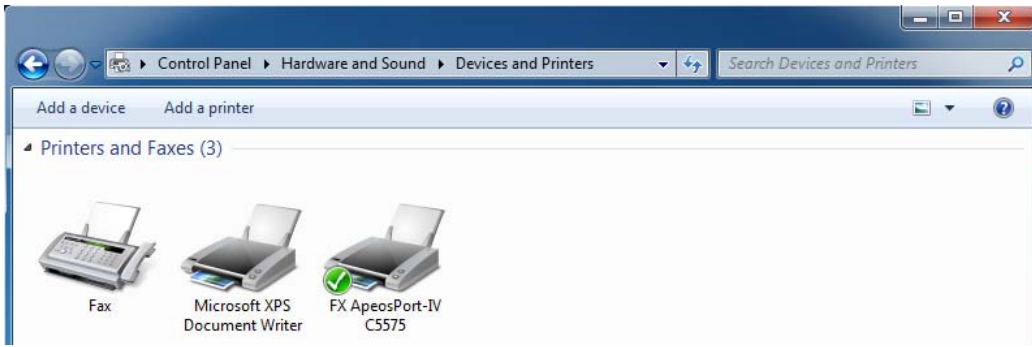 Control Panel Hardware and Sound Devices and Printers Search Devices and Printers
Add a device Add a printer
Printers and Faxes (3)
Fax
Microsoft XPS
Document Writer
FX ApeosPort-IV
C5575